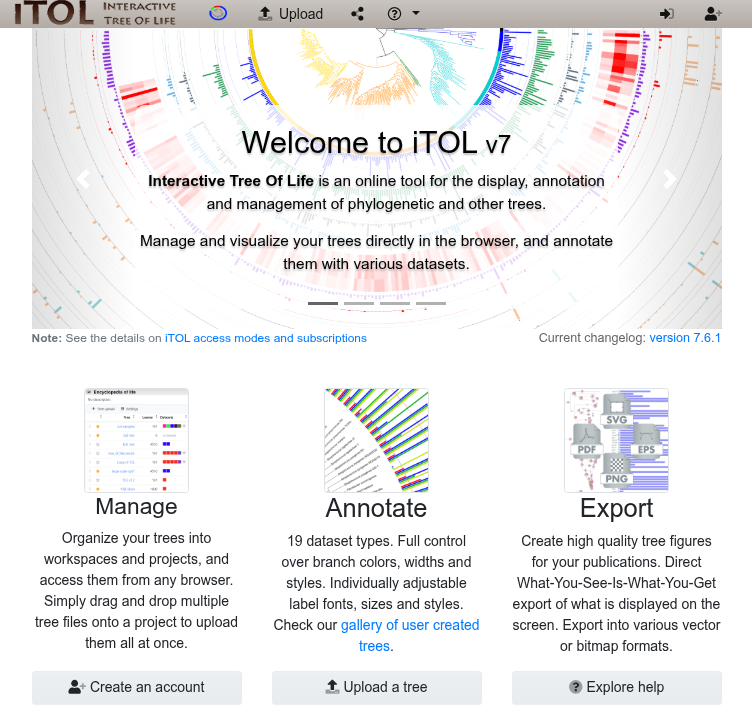 iTOL INTERACTIVE TREE OF LIFE
Upload
Welcome to iTOL v7
Interactive Tree Of Life is an online tool for the display, annotation
and management of phylogenetic and other trees.
Manage and visualize your trees directly in the browser, and annotate
them with various datasets.
Note: See the details on iTOL access modes and subscriptions
Current changelog: version 7.6.1
Encyclopedia of life
SVG
PDF
EPS
PNG
Manage
Organize your trees into
workspaces and projects, and
access them from any browser.
Simply drag and drop multiple
tree files onto a project to upload
them all at once.
Create an account
Annotate
19 dataset types. Full control
over branch colors, widths and
styles. Individually adjustable
label fonts, sizes and styles.
Check our gallery of user created
trees.
Upload a tree
Export
Create high quality tree figures
for your publications. Direct
What-You-See-Is-What-You-Get
export of what is displayed on the
screen. Export into various vector
or bitmap formats.
Explore help